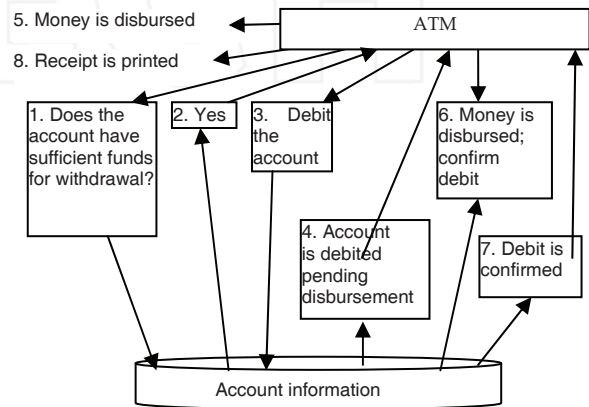 5. Money is disbursed
ATM
8. Receipt is printed
1. Does the
account have
sufficient funds
for withdrawal?
2. Yes
3. Debit
the
account
6. Money is
disbursed;
confirm
debit
4. Account
is debited
pending
disbursement
7. Debit is
confirmed
Account information